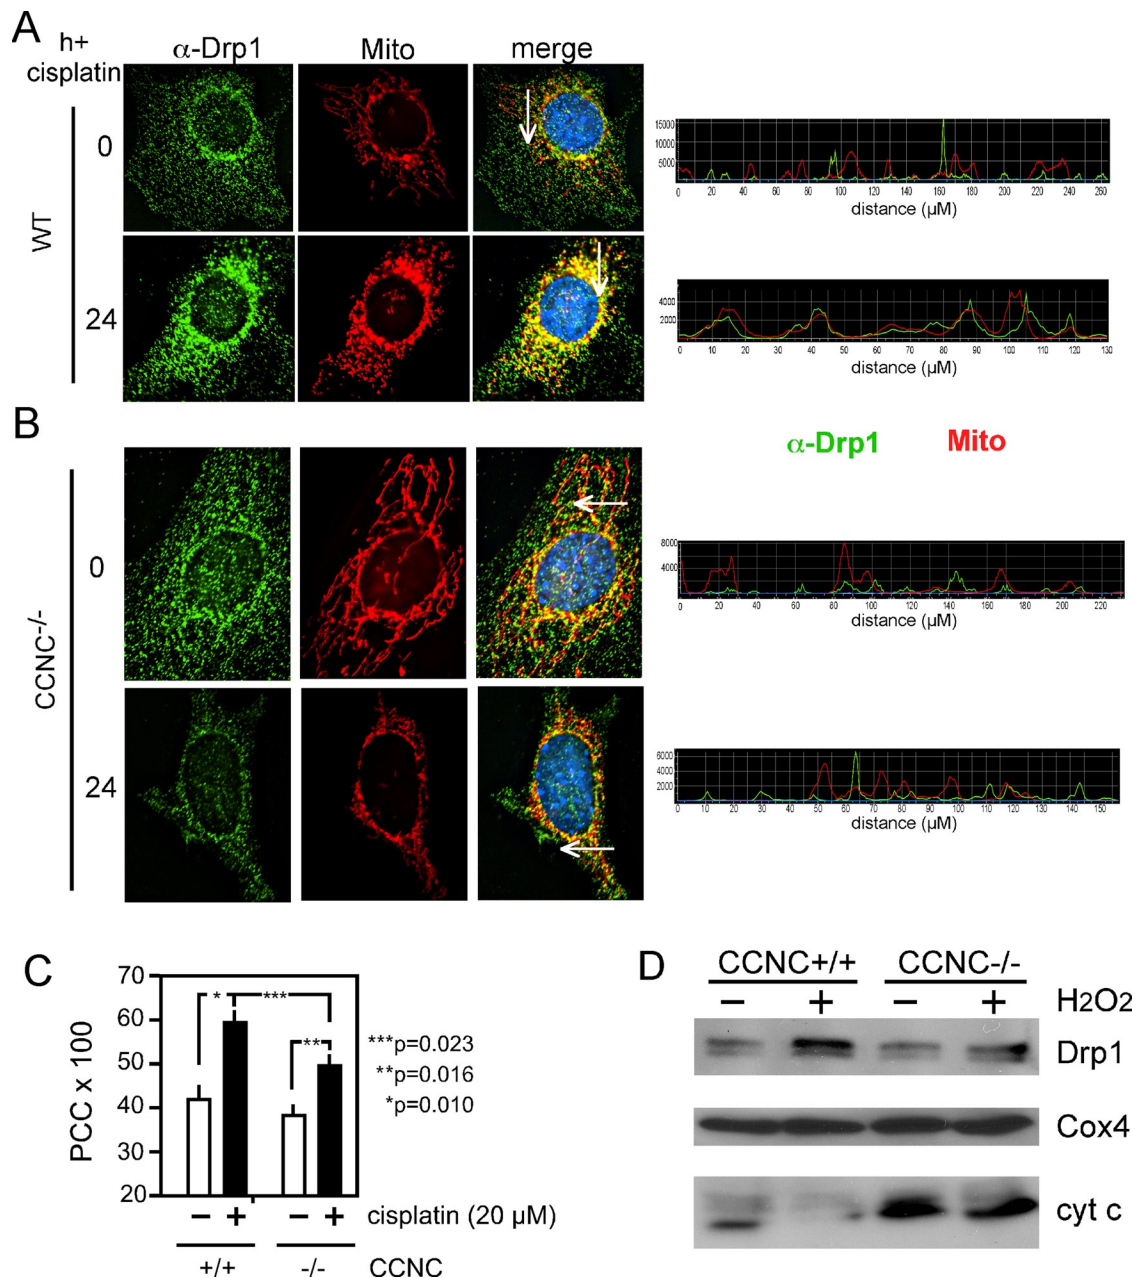 A
h+
cisplatin
α-Drp1 Mito merge
WT
0
15000
10000
5000
0 20 40 60 80 100 120 140 160 180 200 220 240 260
distance (µM)
24
4000
2000
0 10 20 30 40 50 60 70 80 90 100 110 120 130
distance (µM)
B
α-Drp1 Mito
CCNC-/-
0
8000
4000
0 20 40 60 80 100 120 140 160 180 200 220
distance (µM)
24
6000
4000
2000
0 10 20 30 40 50 60 70 80 90 100 110 120 130 140 150
distance (µM)
C
PCC x 100
70
60
50
40
30
20
* ***
**
***p=0.023
**p=0.016
*p=0.010
− + − + cisplatin (20 µM)
+/+ -/- CCNC
D
CCNC+/+ CCNC-/-
− + − + H2O2
Drp1
Cox4
cyt c